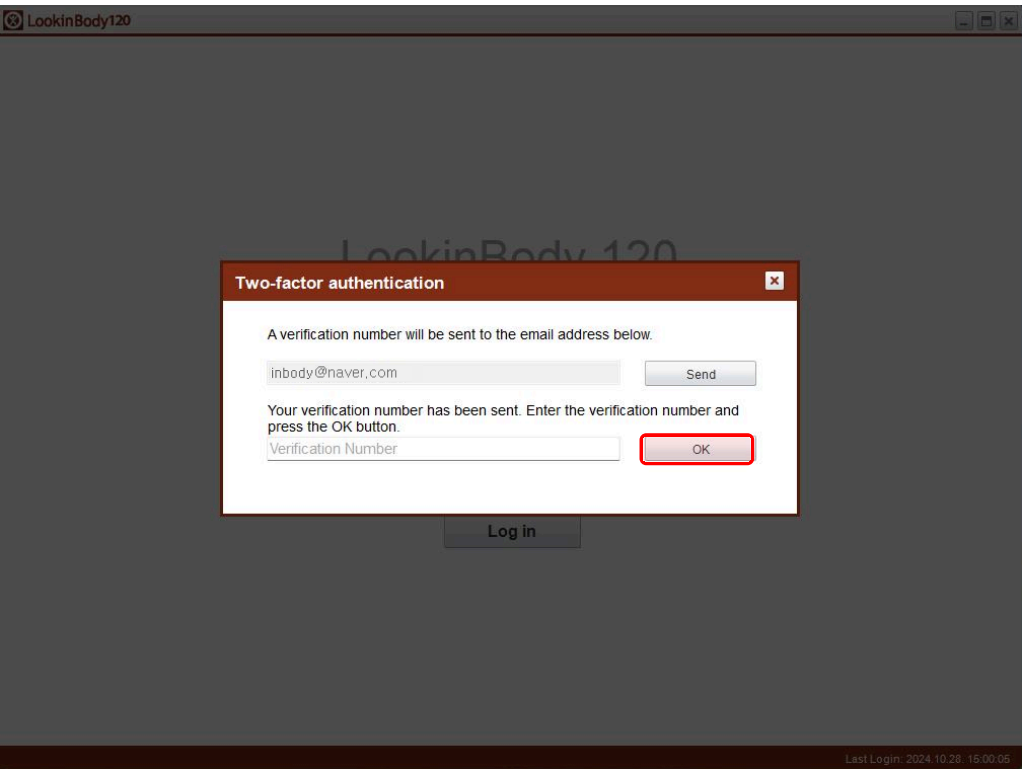 LookinBody120
LookinBody 120
Two-factor authentication
A verification number will be sent to the email address below.
inbody@naver.com
Send
Your verification number has been sent. Enter the verification number and
press the OK button.
Verification Number
OK
Log in
Last Login: 2024.10.28. 15:00:05